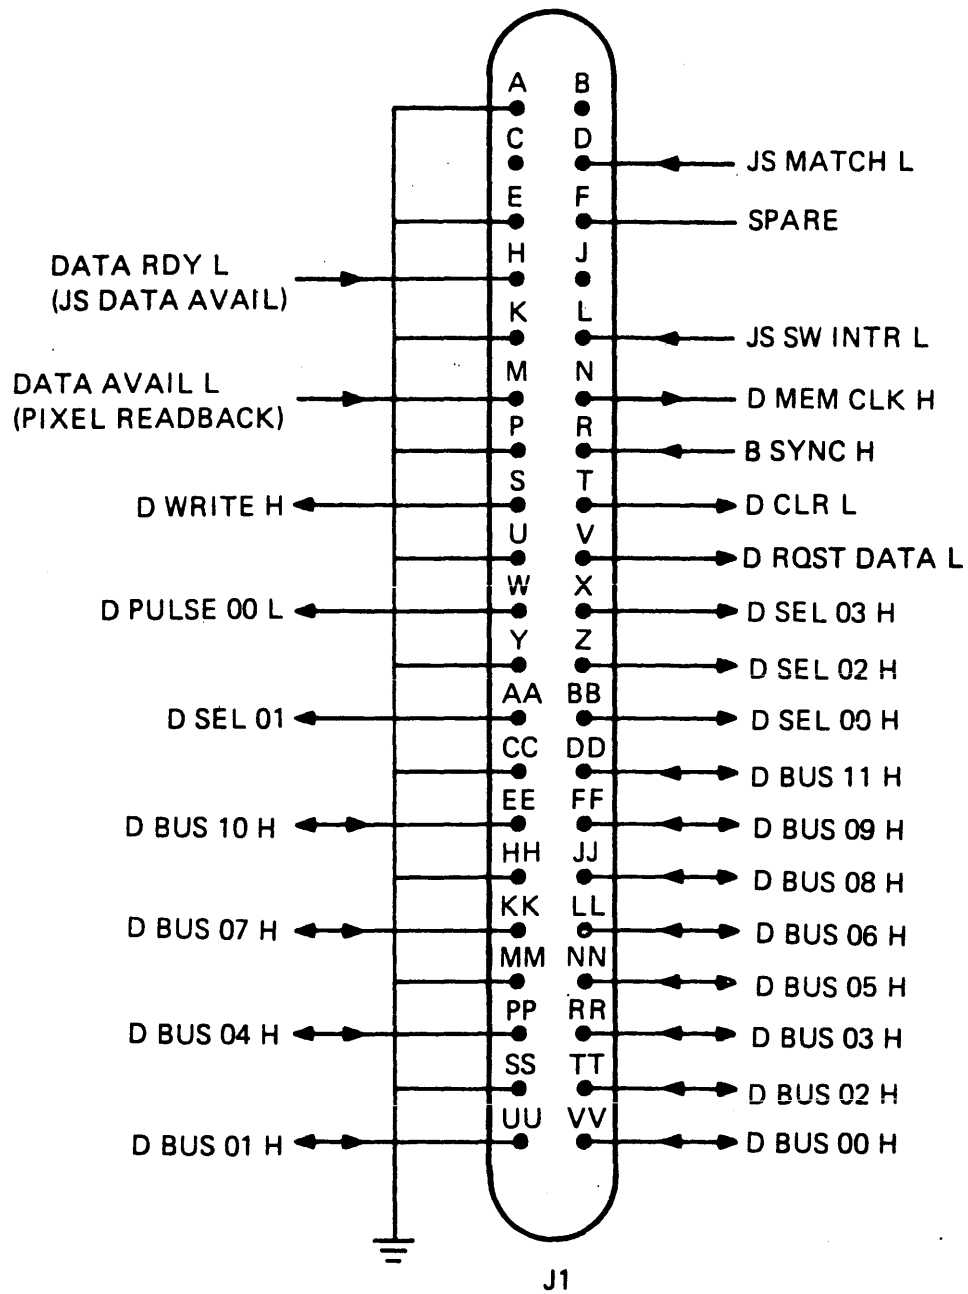 A B
C D
JS MATCH L
E F
SPARE
H J
DATA RDY L
(JS DATA AVAIL)
K L
JS SW INTR L
M N
DATA AVAIL L
(PIXEL READBACK)
D MEM CLK H
P R
B SYNC H
S T
D WRITE H
D CLR L
U V
D RQST DATA L
W X
D PULSE 00 L
D SEL 03 H
Y Z
D SEL 02 H
AA BB
D SEL 01
D SEL 00 H
CC DD
D BUS 11 H
EE FF
D BUS 10 H
D BUS 09 H
HH JJ
D BUS 08 H
KK LL
D BUS 07 H
D BUS 06 H
MM NN
D BUS 05 H
PP RR
D BUS 04 H
D BUS 03 H
SS TT
D BUS 02 H
UU VV
D BUS 01 H
D BUS 00 H
J1